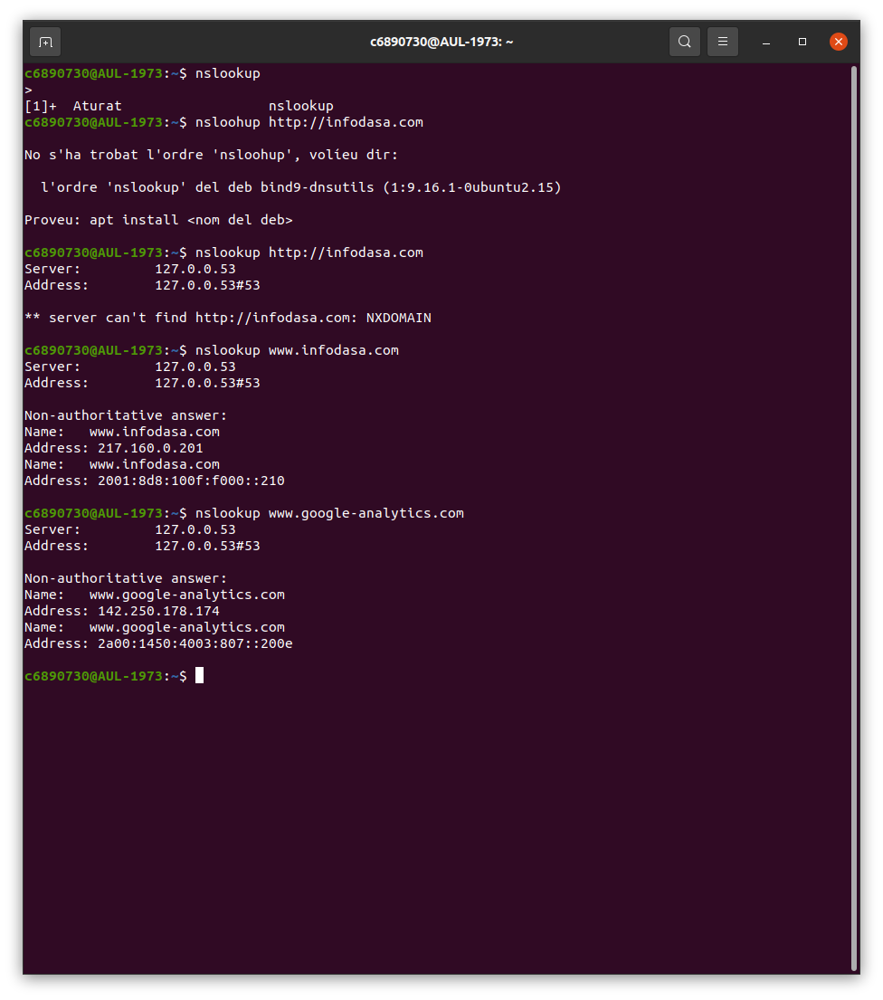 c6890730@AUL-1973: ~
c6890730@AUL-1973:~$ nslookup
>
[1]+  Aturat                  nslookup
c6890730@AUL-1973:~$ nsloohup http://infodasa.com

No s'ha trobat l'ordre 'nsloohup', volíeu dir:

  l'ordre 'nslookup' del deb bind9-dnsutils (1:9.16.1-0ubuntu2.15)

Proveu: apt install <nom del deb>

c6890730@AUL-1973:~$ nslookup http://infodasa.com
Server:         127.0.0.53
Address:        127.0.0.53#53

** server can't find http://infodasa.com: NXDOMAIN

c6890730@AUL-1973:~$ nslookup www.infodasa.com
Server:         127.0.0.53
Address:        127.0.0.53#53

Non-authoritative answer:
Name:   www.infodasa.com
Address: 217.160.0.201
Name:   www.infodasa.com
Address: 2001:8d8:100f:f000::210

c6890730@AUL-1973:~$ nslookup www.google-analytics.com
Server:         127.0.0.53
Address:        127.0.0.53#53

Non-authoritative answer:
Name:   www.google-analytics.com
Address: 142.250.178.174
Name:   www.google-analytics.com
Address: 2a00:1450:4003:807::200e

c6890730@AUL-1973:~$